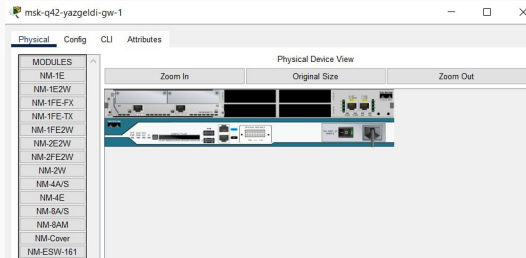 msk-q42-yazgeldi-gw-1
Physical Config CLI Attributes
MODULES
NM-1E
NM-1E2W
NM-1FE-FX
NM-1FE-TX
NM-1FE2W
NM-2E2W
NM-2FE2W
NM-2W
NM-4A/S
NM-4E
NM-8A/S
NM-8AM
NM-Cover
NM-ESW-161
Physical Device View
Zoom In Original Size Zoom Out